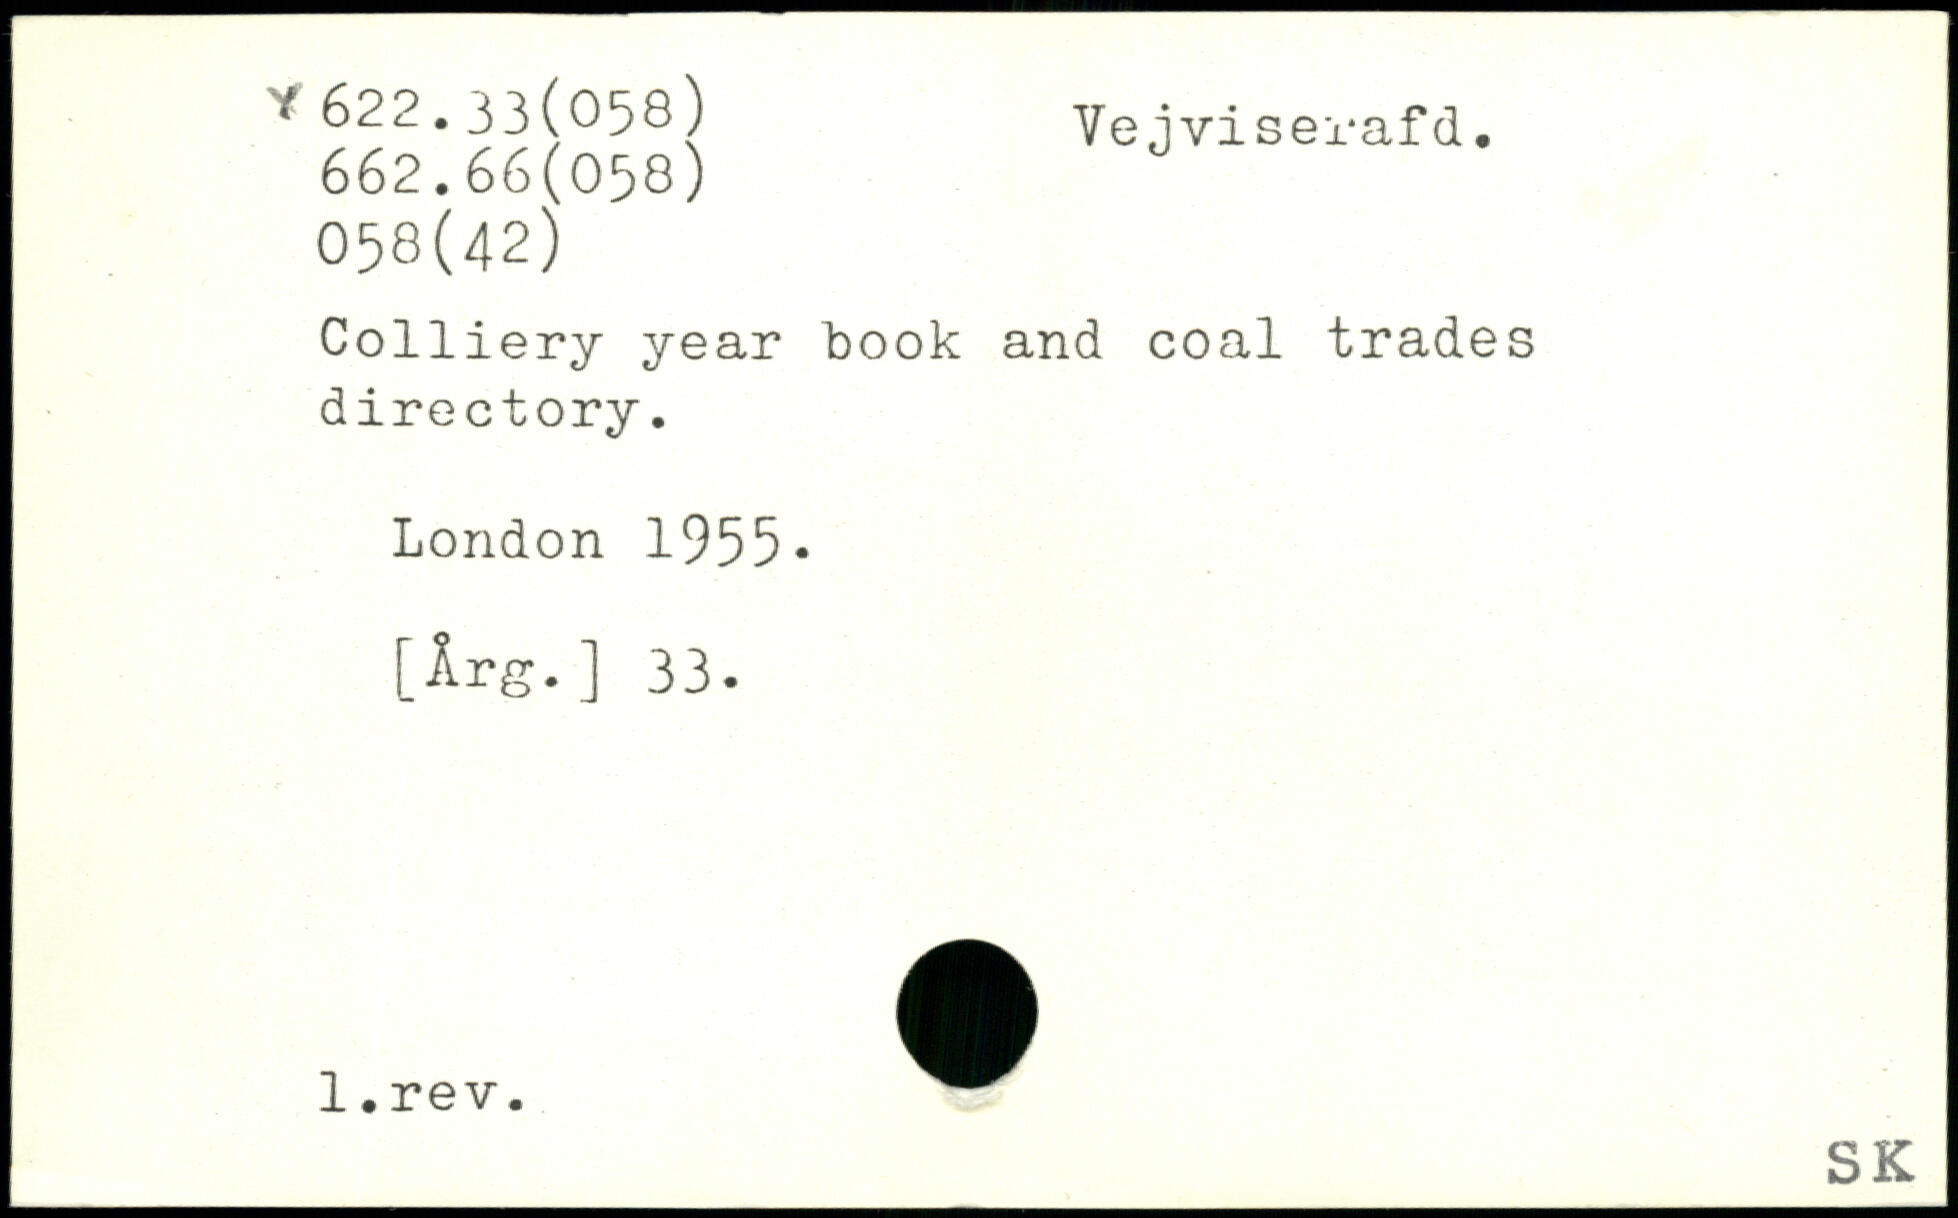 x 622.33(058)
Vejviserafd.
662.66(058)
058(42)
Colliery year book and coal trades
directory.
London 1955.
[Årg.] 33.
1.rev.
SK